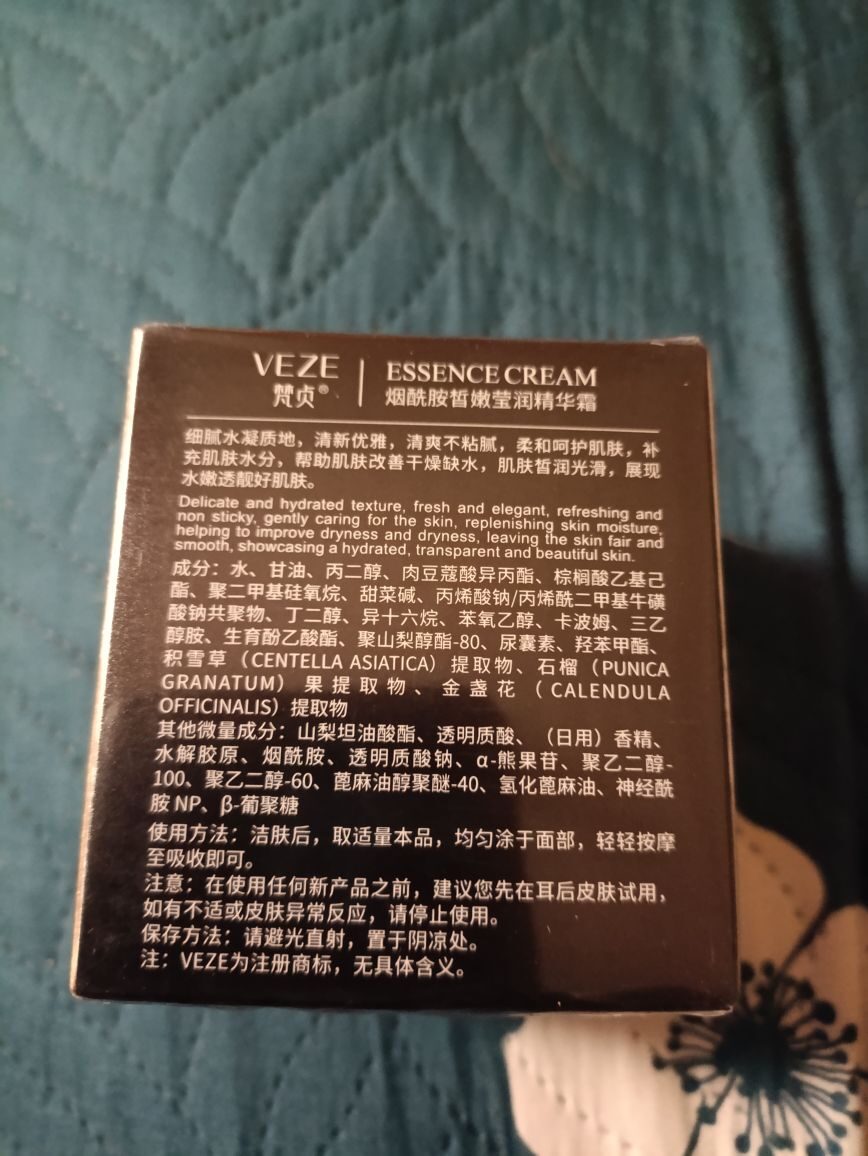 VEZE
梵贞®
ESSENCE CREAM
烟酰胺皙嫩莹润精华霜
细腻水凝质地，清新优雅，清爽不粘腻，柔和呵护肌肤，补
充肌肤水分，帮助肌肤改善干燥缺水，肌肤皙润光滑，展现
水嫩透靓好肌肤。
Delicate and hydrated texture, fresh and elegant, refreshing and
non sticky, gently caring for the skin, replenishing skin moisture,
helping to improve dryness and dryness, leaving the skin fair and
smooth, showcasing a hydrated, transparent and beautiful skin.
成分：水、甘油、丙二醇、肉豆蔻酸异丙酯、棕榈酸乙基己
酯、聚二甲基硅氧烷、甜菜碱、丙烯酸钠/丙烯酰二甲基牛磺
酸钠共聚物、丁二醇、异十六烷、苯氧乙醇、卡波姆、三乙
醇胺、生育酚乙酸酯、聚山梨醇酯-80、尿囊素、羟苯甲酯、
积雪草（CENTELLA ASIATICA）提取物、石榴（PUNICA
GRANATUM）果提取物、金盏花（CALENDULA
OFFICINALIS）提取物
其他微量成分：山梨坦油酸酯、透明质酸、（日用）香精、
水解胶原、烟酰胺、透明质酸钠、α-熊果苷、聚乙二醇-
100、聚乙二醇-60、蓖麻油醇聚醚-40、氢化蓖麻油、神经酰
胺 NP、β-葡聚糖
使用方法：洁肤后，取适量本品，均匀涂于面部，轻轻按摩
至吸收即可。
注意：在使用任何新产品之前，建议您先在耳后皮肤试用，
如有不适或皮肤异常反应，请停止使用。
保存方法：请避光直射，置于阴凉处。
注：VEZE为注册商标，无具体含义。